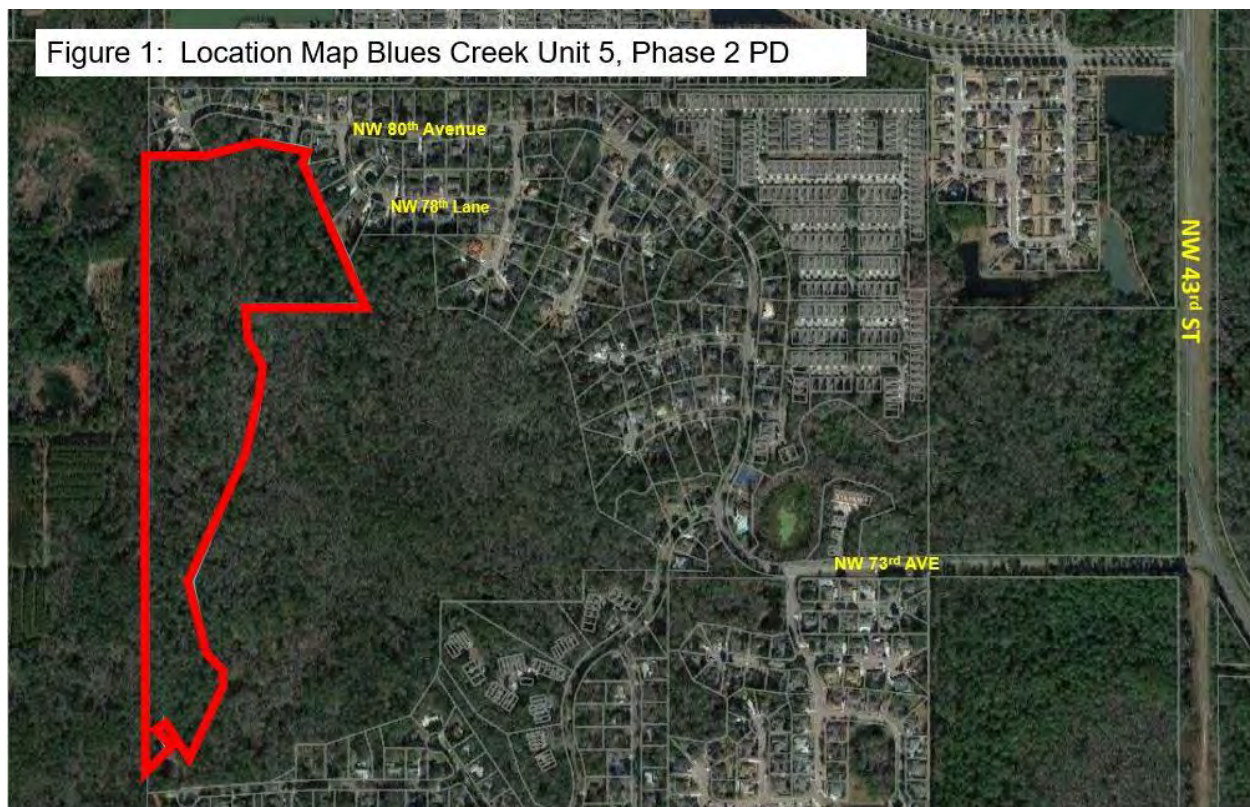 Figure 1:  Location Map Blues Creek Unit 5, Phase 2 PD
NW 80th Avenue
NW 78th Lane
NW 43rd ST
NW 73rd AVE